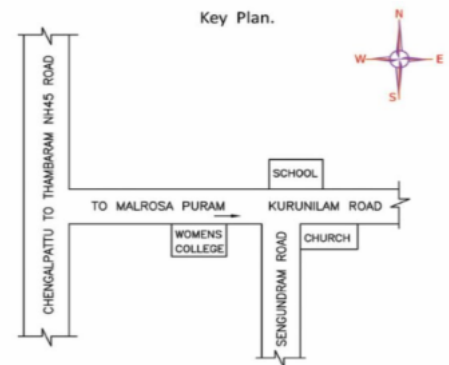 Key Plan.
N
W
E
S
CHENGALPATTU TO THAMBARAM NH45 ROAD
SCHOOL
TO MALROSA PURAM
KURUNILAM ROAD
WOMENS
COLLEGE
SENGUNDRAM ROAD
CHURCH